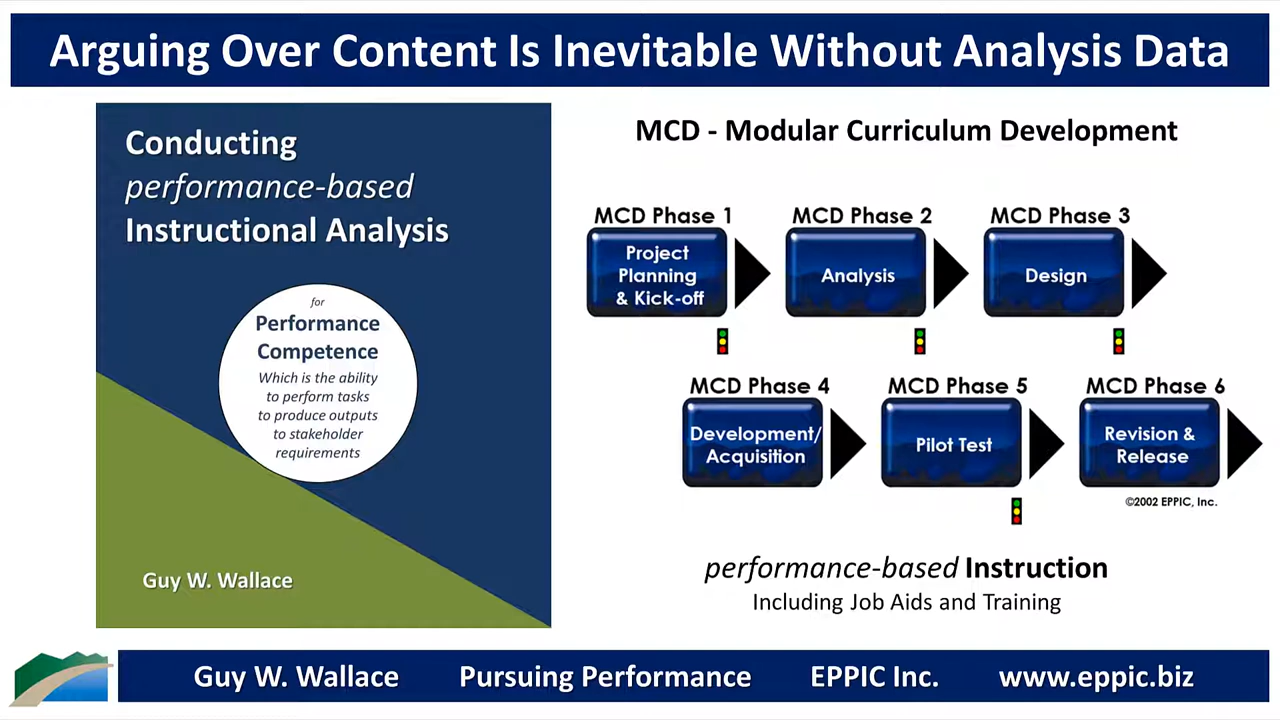 Arguing Over Content Is Inevitable Without Analysis Data
Conducting
performance-based
Instructional Analysis
for
Performance
Competence
Which is the ability
to perform tasks
to produce outputs
to stakeholder
requirements
Guy W. Wallace
MCD - Modular Curriculum Development
MCD Phase 1
Project
Planning
& Kick-off
MCD Phase 2
Analysis
MCD Phase 3
Design
MCD Phase 4
Development/
Acquisition
MCD Phase 5
Pilot Test
MCD Phase 6
Revision &
Release
©2002 EPPIC, Inc.
performance-based Instruction
Including Job Aids and Training
Guy W. Wallace Pursuing Performance EPPIC Inc. www.eppic.biz